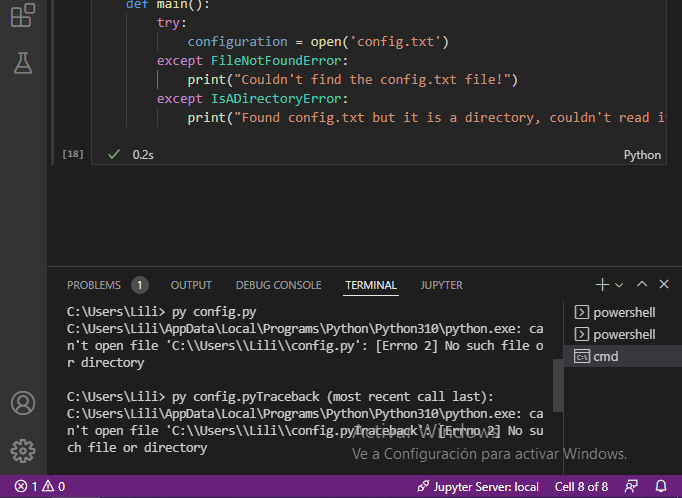 def main():
try:
configuration = open('config.txt')
except FileNotFoundError:
print("Couldn't find the config.txt file!")
except IsADirectoryError:
print("Found config.txt but it is a directory, couldn't read
[18]
0.2s
Python
PROBLEMS 1 OUTPUT DEBUG CONSOLE TERMINAL JUPYTER
C:\Users\Lili> py config.py
C:\Users\Lili\AppData\Local\Programs\Python\Python310\python.exe: ca
n't open file 'C:\\Users\\Lili\\config.py': [Errno 2] No such file o
r directory
C:\Users\Lili> py config.pyTraceback (most recent call last):
C:\Users\Lili\AppData\Local\Programs\Python\Python310\python.exe: ca
n't open file 'C:\\Users\\Lili\\config.pyTraceback': [Errno 2] No su
ch file or directory
powershell
powershell
cmd
Activar Windows
Ve a Configuración para activar Windows.
1 0 Jupyter Server: local Cell 8 of 8